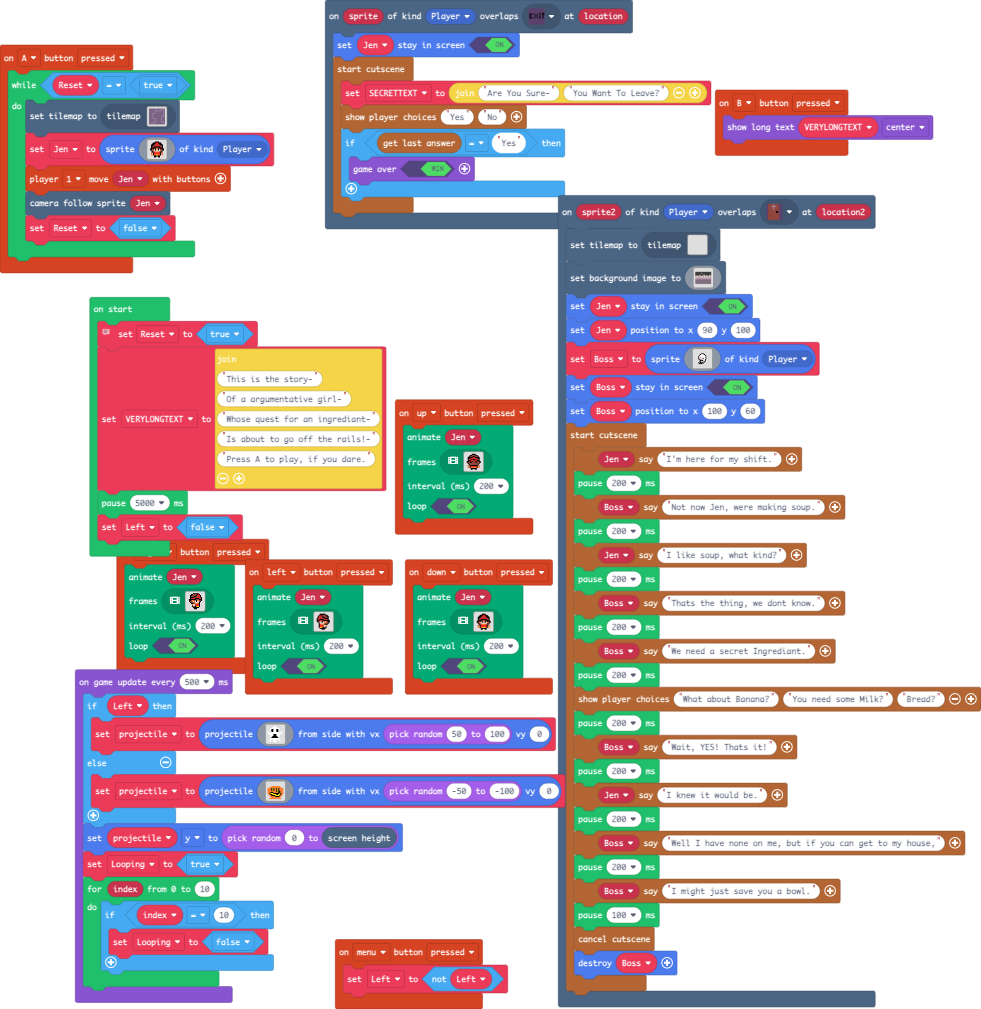 on A button pressed
while Reset = true
do
set tilemap to tilemap
set Jen to sprite of kind Player
player 1 move Jen with buttons
camera follow sprite Jen
set Reset to false
on sprite of kind Player overlaps EXIT at location
set Jen stay in screen ON
start cutscene
set SECRETTEXT to join "Are You Sure-" "You Want To Leave?"
show player choices "Yes" "No"
if get last answer = "Yes" then
game over WIN
on B button pressed
show long text VERYLONGTEXT center
on start
set Reset to true
set VERYLONGTEXT to
join
"This is the story-"
"Of a argumentative girl-"
"Whose quest for an ingrediant-"
"Is about to go off the rails!-"
"Press A to play, if you dare."
pause 5000 ms
set Left to false
on up button pressed
animate Jen
frames
interval (ms) 200
loop ON
button pressed
animate Jen
frames
interval (ms) 200
loop ON
on left button pressed
animate Jen
frames
interval (ms) 200
loop ON
on down button pressed
animate Jen
frames
interval (ms) 200
loop ON
on game update every 500 ms
if Left then
set projectile to projectile from side with vx pick random 50 to 100 vy 0
else
set projectile to projectile from side with vx pick random -50 to -100 vy 0
set projectile y to pick random 0 to screen height
set Looping to true
for index from 0 to 10
do
if index = 10 then
set Looping to false
on menu button pressed
set Left to not Left
on sprite2 of kind Player overlaps at location2
set tilemap to tilemap
set background image to
set Jen stay in screen ON
set Jen position to x 90 y 100
set Boss to sprite of kind Player
set Boss stay in screen ON
set Boss position to x 100 y 60
start cutscene
Jen say "I'm here for my shift."
pause 200 ms
Boss say "Not now Jen, were making soup."
pause 200 ms
Jen say "I like soup, what kind?"
pause 200 ms
Boss say "Thats the thing, we dont know."
pause 200 ms
Boss say "We need a secret Ingrediant."
pause 200 ms
show player choices "What about Banana?" "You need some Milk?" "Bread?"
pause 200 ms
Boss say "Wait, YES! Thats it!"
pause 200 ms
Jen say "I knew it would be."
pause 200 ms
Boss say "Well I have none on me, but if you can get to my house,
pause 200 ms
Boss say "I might just save you a bowl."
pause 100 ms
cancel cutscene
destroy Boss